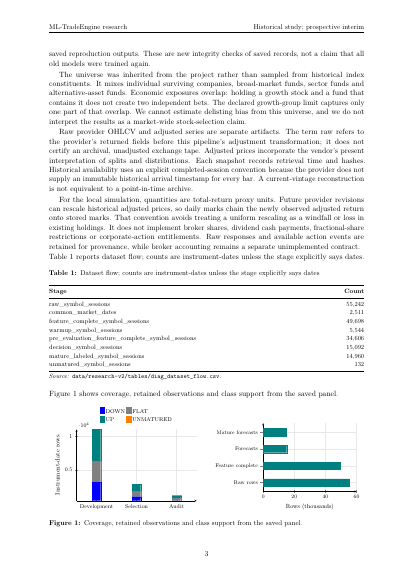 ML-TradeEngine research
Historical study; prospective interim
saved reproduction outputs. These are new integrity checks of saved records, not a claim that all
old models were trained again.
The universe was inherited from the project rather than sampled from historical index
constituents. It mixes individual surviving companies, broad-market funds, sector funds and
alternative-asset funds. Economic exposures overlap: holding a growth stock and a fund that
contains it does not create two independent bets. The declared growth-group limit captures only
one part of that overlap. We cannot estimate delisting bias from this universe, and we do not
interpret the results as a market-wide stock-selection claim.
Raw provider OHLCV and adjusted series are separate artifacts. The term raw refers to
the provider's returned fields before this pipeline's adjustment transformation; it does not
certify an archival, unadjusted exchange tape. Adjusted prices incorporate the vendor's present
interpretation of splits and distributions. Each snapshot records retrieval time and hashes.
Historical availability uses an explicit completed-session convention because the provider does not
supply an immutable historical arrival timestamp for every bar. A current-vintage reconstruction
is not equivalent to a point-in-time archive.
For the local simulation, quantities are total-return proxy units. Future provider revisions
can rescale historical adjusted prices, so daily marks chain the newly observed adjusted return
onto stored marks. That convention avoids treating a uniform rescaling as a windfall or loss in
existing holdings. It does not implement broker shares, dividend cash payments, fractional-share
restrictions or corporate-action entitlements. Raw responses and available action events are
retained for provenance, while broker accounting remains a separate unimplemented contract.
Table 1 reports dataset flow; counts are instrument-dates unless the stage explicitly says dates.
Table 1: Dataset flow; counts are instrument-dates unless the stage explicitly says dates
Stage Count
raw_symbol_sessions 55,242
common_market_dates 2,511
feature_complete_symbol_sessions 49,698
warmup_symbol_sessions 5,544
pre_evaluation_feature_complete_symbol_sessions 34,606
decision_symbol_sessions 15,092
mature_labeled_symbol_sessions 14,960
unmatured_symbol_sessions 132
Source: data/research-v2/tables/diag_dataset_flow.csv.
Figure 1 shows coverage, retained observations and class support from the saved panel.
DOWN FLAT
UP UNMATURED
·10⁴
1
0.5
Instrument-date rows
Development Selection Audit
Mature forecasts
Forecasts
Feature complete
Raw rows
0 20 40 60
Rows (thousands)
Figure 1: Coverage, retained observations and class support from the saved panel.
3